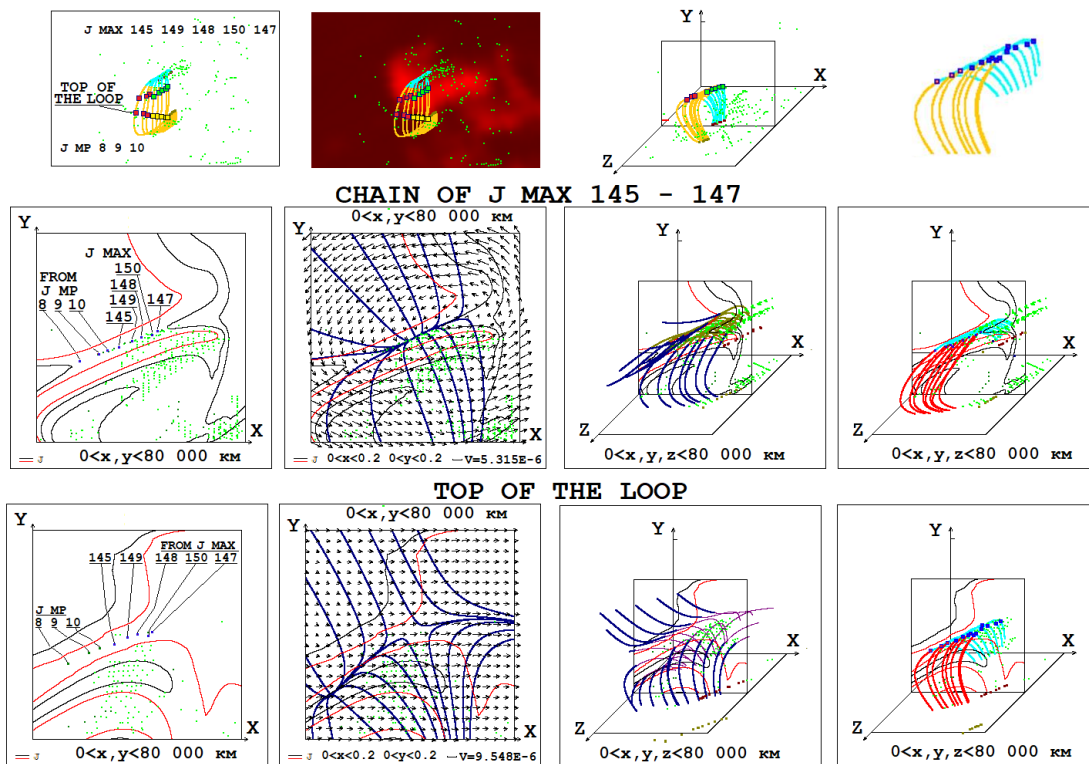 J MAX 145 149 148 150 147
TOP OF
THE LOOP
J MP 8 9 10
Y
X
Z
CHAIN OF J MAX 145 - 147
Y
J MAX
150
FROM
J MP
148
8 9 10
149
147
145
X
J
0<x,y<80 000 км
0<x,y<80 000 км
Y
X
J
0<x<0.2 0<y<0.2 —V=5.315E-6
Y
X
Z
0<x,y,z<80 000 км
Y
X
Z
0<x,y,z<80 000 км
TOP OF THE LOOP
Y
FROM J MAX
145 149 148 150 147
J MP
8 9 10
X
J
0<x,y<80 000 км
0<x,y<80 000 км
Y
X
J
0<x<0.2 0<y<0.2 —V=9.548E-6
Y
X
Z
0<x,y,z<80 000 км
Y
X
Z
0<x,y,z<80 000 км